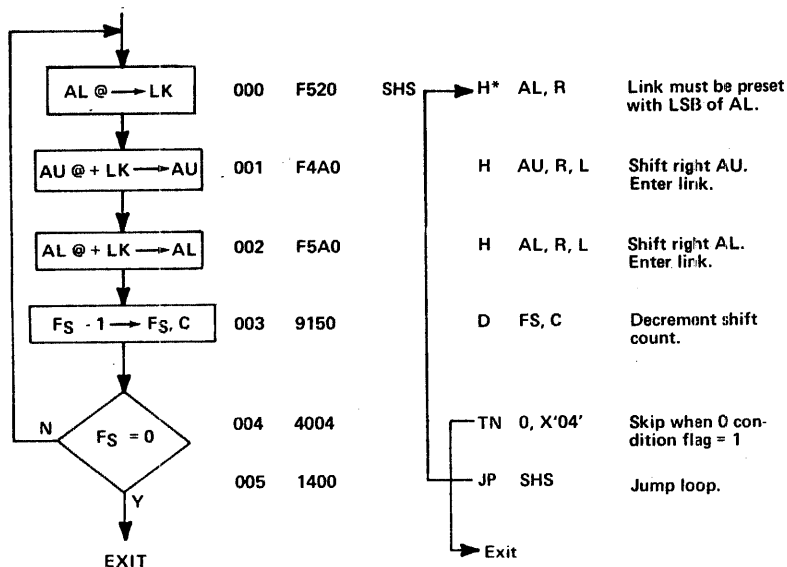 AL @ → LK 000 F520 SHS H* AL, R Link must be preset
with LSB of AL.
AU @ + LK → AU 001 F4A0 H AU, R, L Shift right AU.
Enter link.
AL @ + LK → AL 002 F5A0 H AL, R, L Shift right AL.
Enter link.
FS - 1 → FS, C 003 9150 D FS, C Decrement shift
count.
N FS = 0 004 4004 TN 0, X'04' Skip when 0 con-
dition flag = 1
005 1400 JP SHS Jump loop.
Y
EXIT Exit